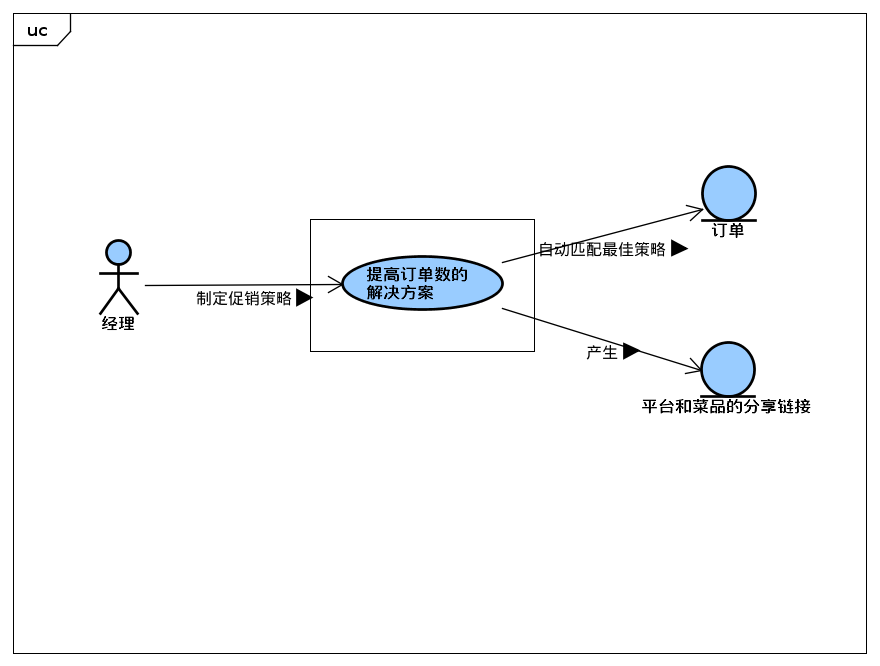 uc
订单
自动匹配最佳策略
提高订单数的
解决方案
制定促销策略
经理
产生
平台和菜品的分享链接